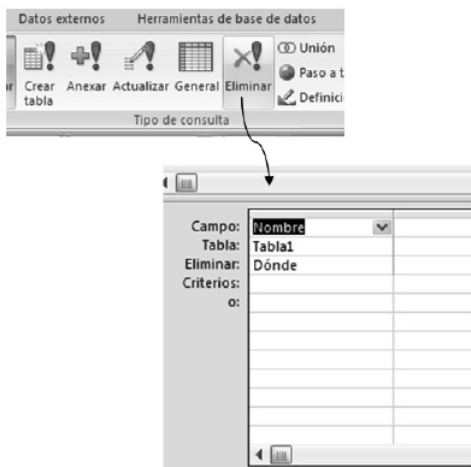 Datos externos Herramientas de base de datos
Crear tabla Anexar Actualizar General Eliminar
Unión
Paso a t
Definici
Tipo de consulta
Campo: Nombre
Tabla: Tabla1
Eliminar: Dónde
Criterios:
o: